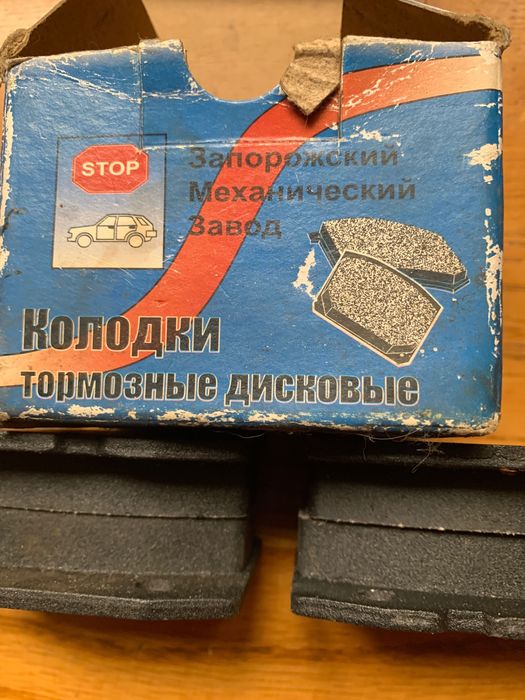 STOP
Запорожский
Механический
Завод
Колодки
тормозные дисковые